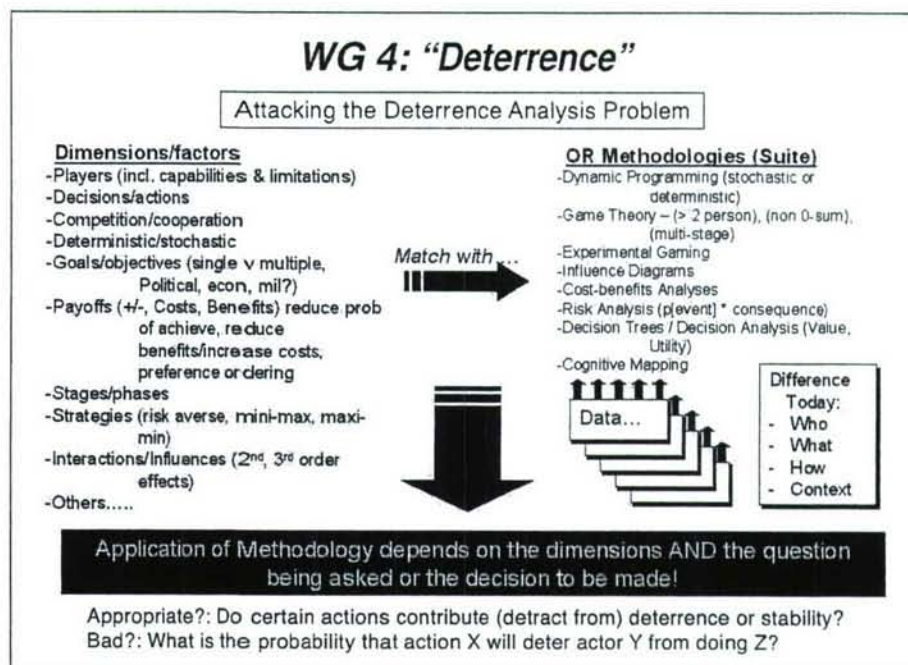 WG 4: “Deterrence”
Attacking the Deterrence Analysis Problem
Dimensions/factors
-Players (incl. capabilities & limitations)
-Decisions/actions
-Competition/cooperation
-Deterministic/stochastic
-Goals/objectives (single v multiple,
Political, econ, mil?)
-Payoffs (+/-, Costs, Benefits) reduce prob
of achieve, reduce
benefits/increase costs,
preference ordering
-Stages/phases
-Strategies (risk averse, mini-max, maxi-
min)
-Interactions/Influences (2nd, 3rd order
effects)
-Others.....
Match with ...
OR Methodologies (Suite)
-Dynamic Programming (stochastic or
deterministic)
-Game Theory – (> 2 person), (non 0-sum),
(multi-stage)
-Experimental Gaming
-Influence Diagrams
-Cost-benefits Analyses
-Risk Analysis (p[event] * consequence)
-Decision Trees / Decision Analysis (Value,
Utility)
-Cognitive Mapping
Data...
Difference
Today:
- Who
- What
- How
- Context
Application of Methodology depends on the dimensions AND the question
being asked or the decision to be made!
Appropriate?: Do certain actions contribute (detract from) deterrence or stability?
Bad?: What is the probability that action X will deter actor Y from doing Z?